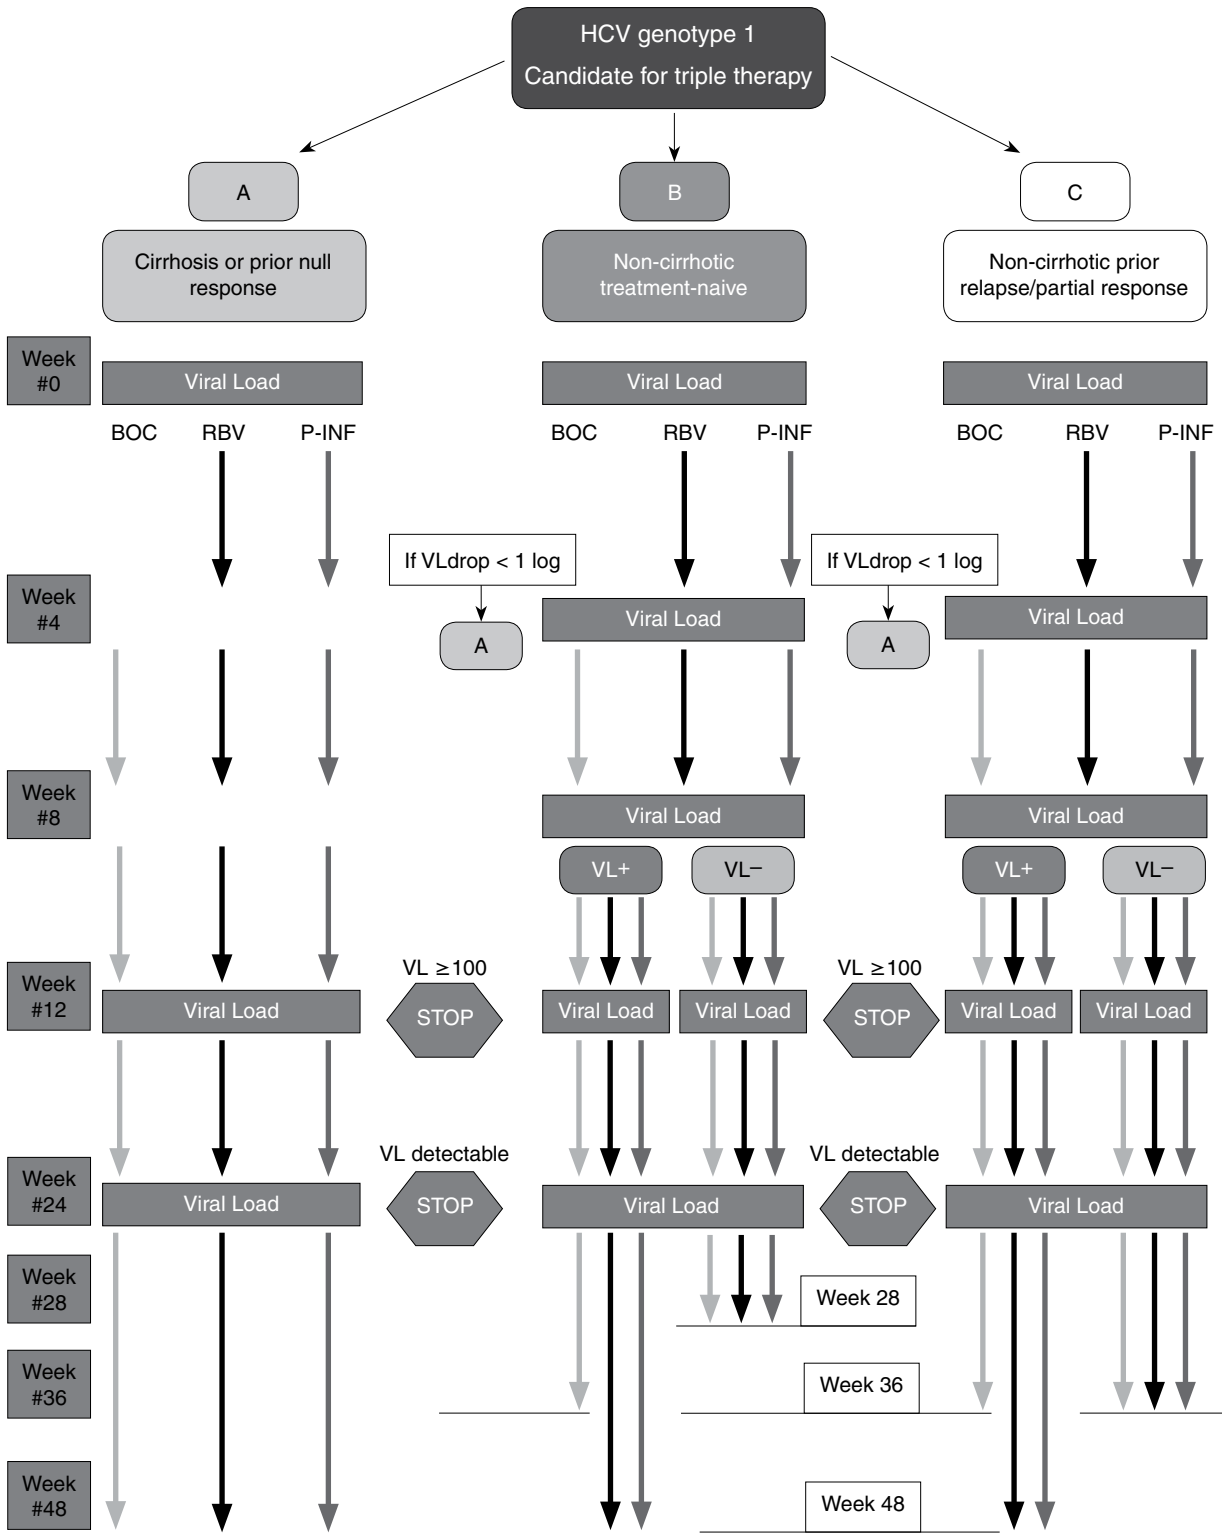 HCV genotype 1
Candidate for triple therapy
A
B
C
Cirrhosis or prior null
response
Non-cirrhotic
treatment-naive
Non-cirrhotic prior
relapse/partial response
Week
#0
Viral Load
Viral Load
Viral Load
BOC RBV P-INF
BOC RBV P-INF
BOC RBV P-INF
If VLdrop < 1 log
If VLdrop < 1 log
Week
#4
Viral Load
Viral Load
A
A
Week
#8
Viral Load
Viral Load
VL+
VL−
VL+
VL−
VL ≥100
VL ≥100
Week
#12
Viral Load
STOP
Viral Load
Viral Load
STOP
Viral Load
Viral Load
VL detectable
VL detectable
Week
#24
Viral Load
STOP
Viral Load
STOP
Viral Load
Week
#28
Week 28
Week
#36
Week 36
Week
#48
Week 48